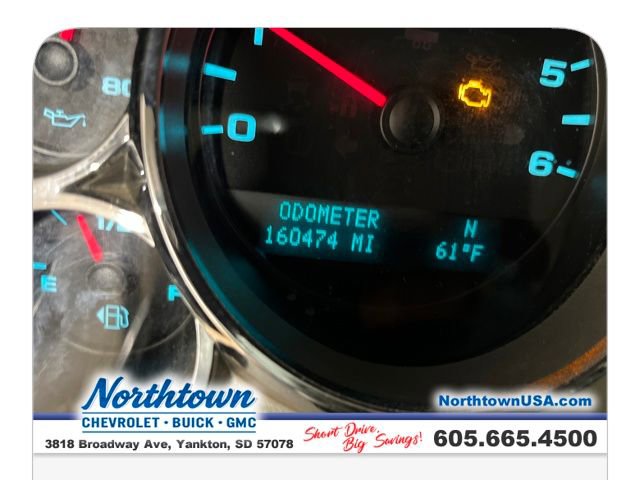 80
5
0
6
ODOMETER
160474 MI
N
61°F
E
F
Northtown
CHEVROLET • BUICK • GMC
3818 Broadway Ave, Yankton, SD 57078
Short Drive,
Big Savings!
NorthtownUSA.com
605.665.4500